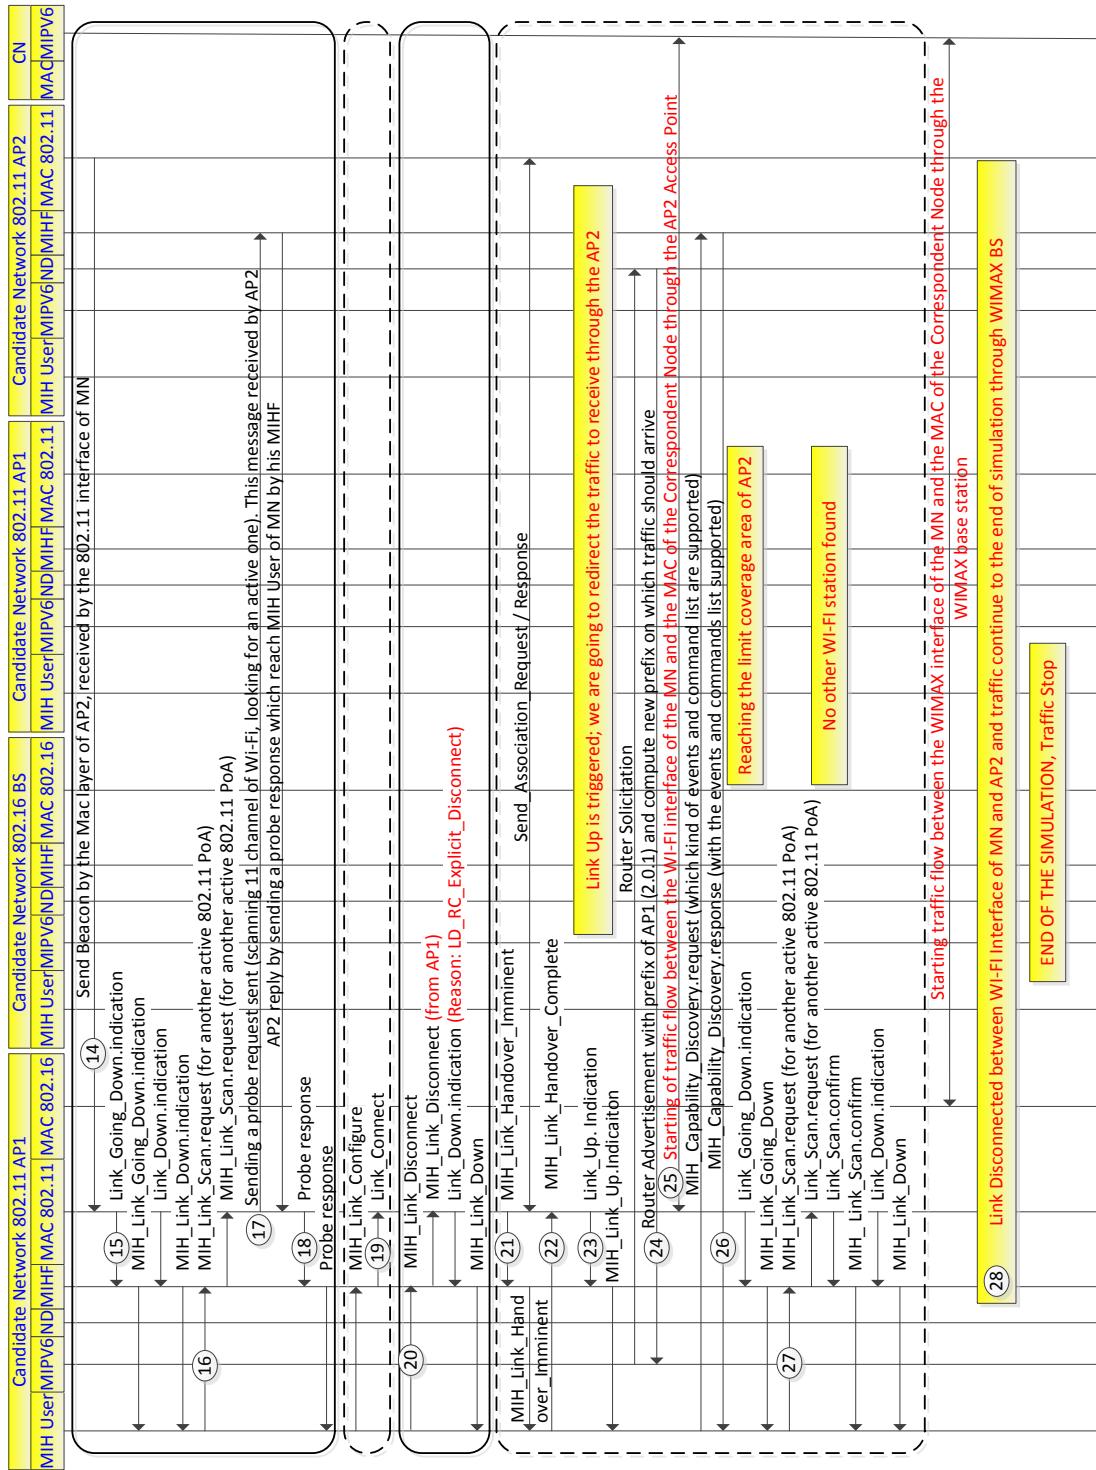 Candidate Network 802.11 AP1
Candidate Network 802.16 BS
Candidate Network 802.11 AP1
Candidate Network 802.11 AP2
CN
MIH User MIPV6 ND MIHF MAC 802.11 MAC 802.16
MIH User MIPV6 ND MIHF MAC 802.16
MIH User MIPV6 ND MIHF MAC 802.11
MIH User MIPV6 ND MIHF MAC 802.11
MAC MIPV6
14
Send Beacon by the Mac layer of AP2, received by the 802.11 interface of MN
15
Link_Going_Down.indication
MIH_Link_Going_Down.indication
Link_Down.indication
MIH_Link_Down.indication
16
MIH_Link_Scan.request (for another active 802.11 PoA)
MIH_Link_Scan.request (for another active 802.11 PoA)
17
Sending a probe request sent (scanning 11 channel of Wi-Fi, looking for an active one). This message received by AP2
AP2 reply by sending a probe response which reach MIH User of MN by his MIHF
18
Probe response
Probe response
MIH_Link_Configure
19
Link_Connect
20
MIH_Link_Disconnect
MIH_Link_Disconnect (from AP1)
Link_Down.indication (Reason: LD_RC_Explicit_Disconnect)
MIH_Link_Down
21
MIH_Link_Handover_Imminent
MIH_Link_Hand
over_Imminent
Send_Association_Request / Response
22
MIH_Link_Handover_Complete
23
Link_Up. Indication
Link Up is triggered; we are going to redirect the traffic to receive through the AP2
MIH_Link_Up.Indicaiton
Router Solicitation
24
Router Advertisement with prefix of AP1 (2.0.1) and compute new prefix on which traffic should arrive
25
Starting of traffic flow between the WI-FI interface of the MN and the MAC of the Correspondent Node through the AP2 Access Point
MIH_Capability_Discovery.request (which kind of events and command list are supported)
26
MIH_Capability_Discovery.response (with the events and commands list supported)
Link_Going_Down.indication
Reaching the limit coverage area of AP2
MIH_Link_Going_Down
27
MIH_Link_Scan.request (for another active 802.11 PoA)
Link_Scan.request (for another active 802.11 PoA)
No other WI-FI station found
Link_Scan.confirm
MIH_Link_Scan.confirm
Link_Down.indication
MIH_Link_Down
Starting traffic flow between the WIMAX interface of the MN and the MAC of the Correspondent Node through the
WIMAX base station
28
Link Disconnected between WI-FI Interface of MN and AP2 and traffic continue to the end of simulation through WIMAX BS
END OF THE SIMULATION, Traffic Stop